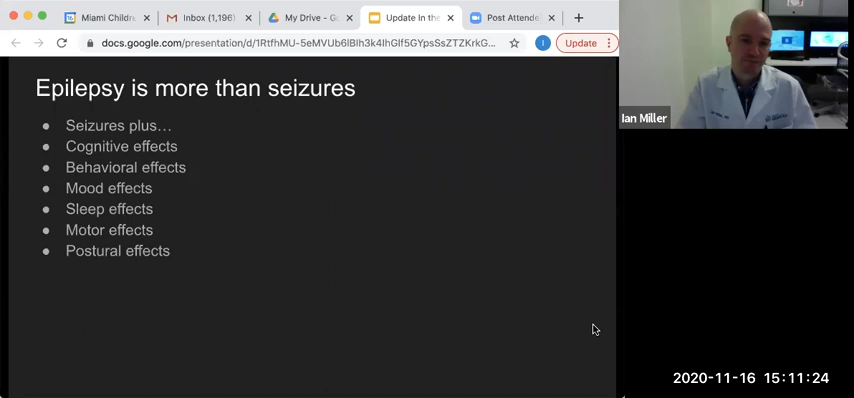 Miami Childre
Inbox (1,196)
My Drive - Go
Update in the
Post Attende
docs.google.com/presentation/d/1RtfhMU-5eMVUb6lBlh3k4IhGlf5GYpsSsZTZKrkG...
I
Update
Ian Miller
Epilepsy is more than seizures
● Seizures plus...
● Cognitive effects
● Behavioral effects
● Mood effects
● Sleep effects
● Motor effects
● Postural effects
2020-11-16 15:11:24